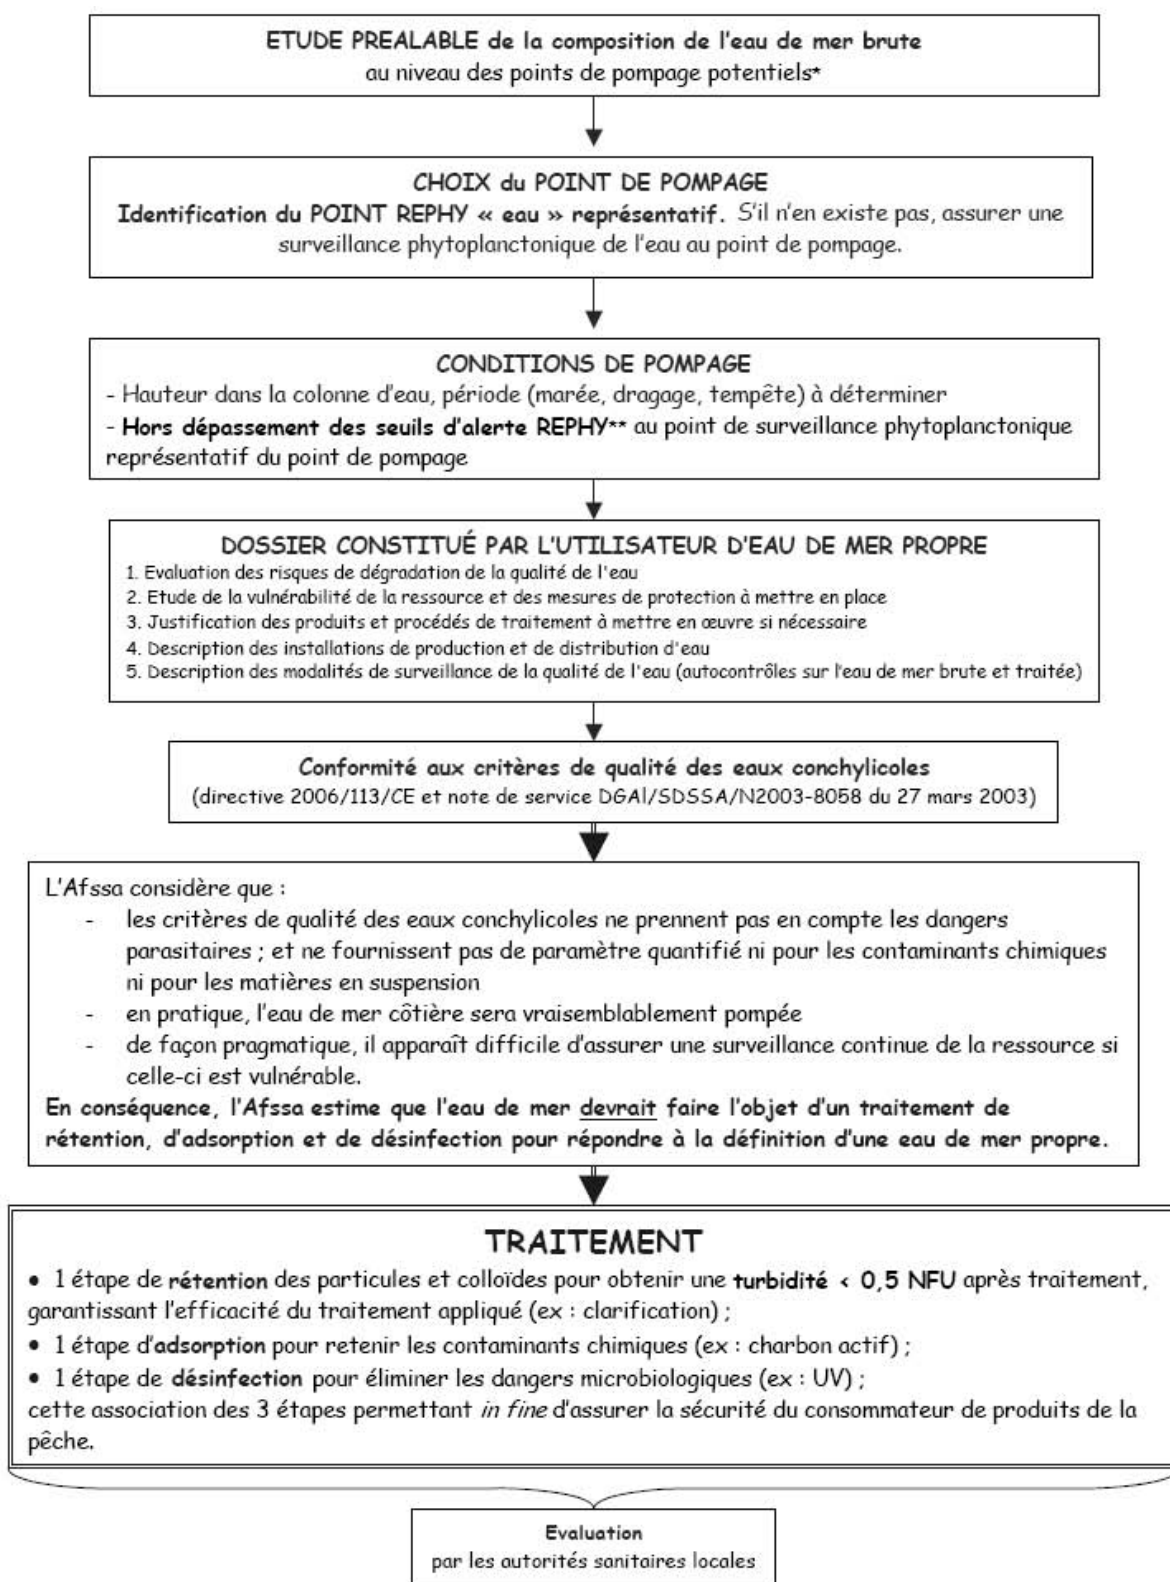 ETUDE PREALABLE de la composition de l'eau de mer brute
au niveau des points de pompage potentiels*
CHOIX du POINT DE POMPAGE
Identification du POINT REPHY « eau » représentatif. S'il n'en existe pas, assurer une
surveillance phytoplanctonique de l'eau au point de pompage.
CONDITIONS DE POMPAGE
- Hauteur dans la colonne d'eau, période (marée, dragage, tempête) à déterminer
- Hors dépassement des seuils d'alerte REPHY** au point de surveillance phytoplanctonique
représentatif du point de pompage
DOSSIER CONSTITUÉ PAR L'UTILISATEUR D'EAU DE MER PROPRE
1. Evaluation des risques de dégradation de la qualité de l'eau
2. Etude de la vulnérabilité de la ressource et des mesures de protection à mettre en place
3. Justification des produits et procédés de traitement à mettre en œuvre si nécessaire
4. Description des installations de production et de distribution d'eau
5. Description des modalités de surveillance de la qualité de l'eau (autocontrôles sur l'eau de mer brute et traitée)
Conformité aux critères de qualité des eaux conchylicoles
(directive 2006/113/CE et note de service DGAl/SDSSA/N2003-8058 du 27 mars 2003)
L'Afssa considère que :
- les critères de qualité des eaux conchylicoles ne prennent pas en compte les dangers
parasitaires ; et ne fournissent pas de paramètre quantifié ni pour les contaminants chimiques
ni pour les matières en suspension
- en pratique, l'eau de mer côtière sera vraisemblablement pompée
- de façon pragmatique, il apparaît difficile d'assurer une surveillance continue de la ressource si
celle-ci est vulnérable.
En conséquence, l'Afssa estime que l'eau de mer devrait faire l'objet d'un traitement de
rétention, d'adsorption et de désinfection pour répondre à la définition d'une eau de mer propre.
TRAITEMENT
• 1 étape de rétention des particules et colloïdes pour obtenir une turbidité < 0,5 NFU après traitement,
garantissant l'efficacité du traitement appliqué (ex : clarification) ;
• 1 étape d'adsorption pour retenir les contaminants chimiques (ex : charbon actif) ;
• 1 étape de désinfection pour éliminer les dangers microbiologiques (ex : UV) ;
cette association des 3 étapes permettant in fine d'assurer la sécurité du consommateur de produits de la
pêche.
Evaluation
par les autorités sanitaires locales